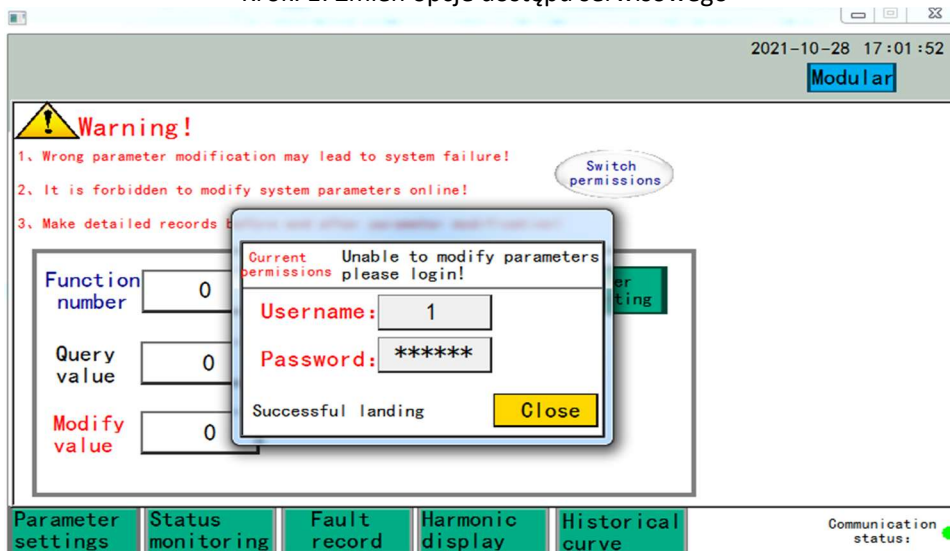 2021-10-28 17:01:52
Modular
Warning!
1、Wrong parameter modification may lead to system failure!
2、It is forbidden to modify system parameters online!
Switch
permissions
3、Make detailed records
Current
permissions
Unable to modify parameters
please login!
Username: 1
Password: ******
Successful landing
Close
Function
number
0
Query
value
0
Modify
value
0
Parameter
settings
Status
monitoring
Fault
record
Harmonic
display
Historical
curve
Communication
status: